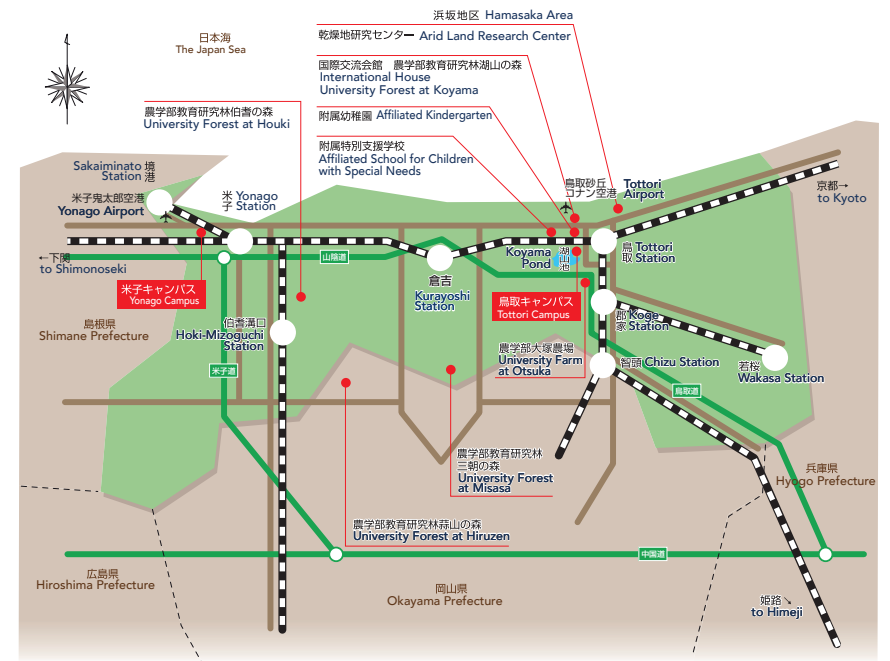 浜坂地区 Hamasaka Area
日本海
The Japan Sea
乾燥地研究センター Arid Land Research Center
国際交流会館　農学部教育研究林湖山の森
International House
University Forest at Koyama
農学部教育研究林伯耆の森
University Forest at Houki
附属幼稚園 Affiliated Kindergarten
附属特別支援学校
Affiliated School for Children
with Special Needs
Sakaiminato 境
Station 港
米子鬼太郎空港
Yonago Airport
米 Yonago
子 Station
鳥取砂丘
コナン空港
Tottori
Airport
京都→
to Kyoto
←下関
to Shimonoseki
山陰道
倉吉
Kurayoshi
Station
Koyama
Pond
湖山池
鳥 Tottori
取 Station
米子キャンパス
Yonago Campus
鳥取キャンパス
Tottori Campus
島根県
Shimane Prefecture
伯耆溝口
Hoki-Mizoguchi
Station
郡 Koge
家 Station
農学部大塚農場
University Farm
at Otsuka
智頭 Chizu Station
若桜
Wakasa Station
米子道
鳥取道
農学部教育研究林
三朝の森
University Forest
at Misasa
兵庫県
Hyogo Prefecture
農学部教育研究林蒜山の森
University Forest at Hiruzen
中国道
広島県
Hiroshima Prefecture
岡山県
Okayama Prefecture
姫路↘
to Himeji